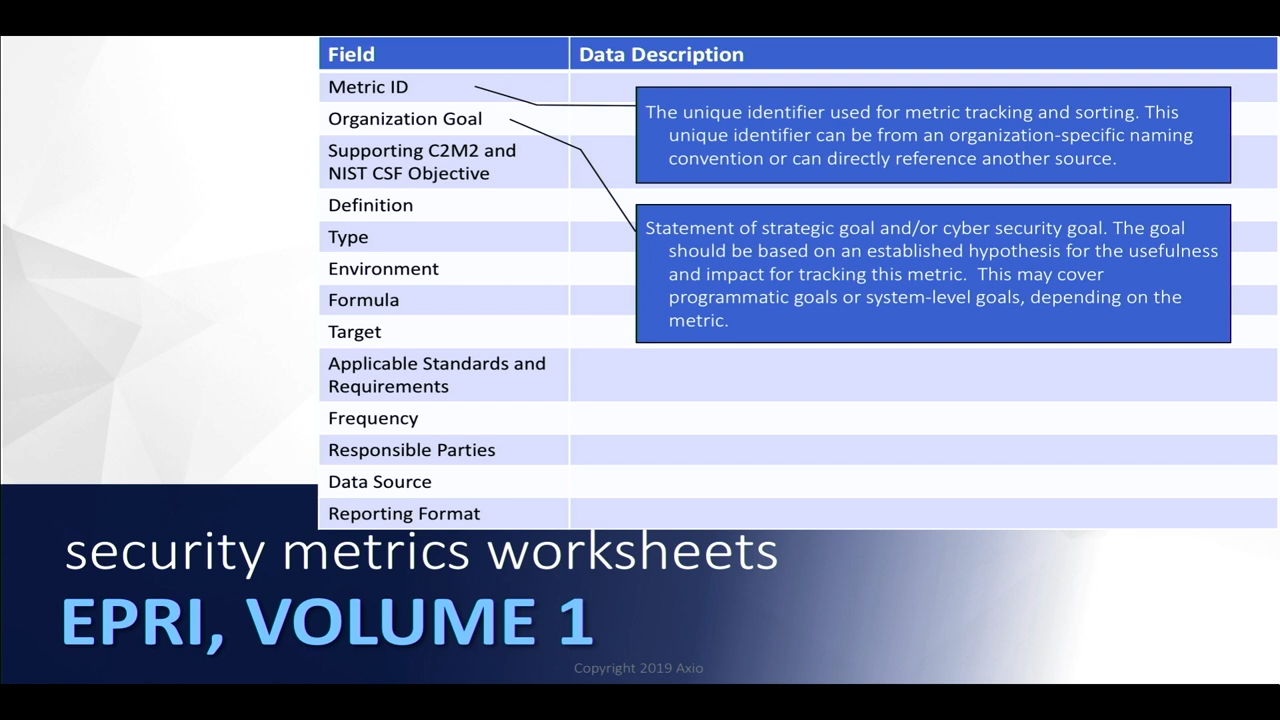 Field Data Description
Metric ID
The unique identifier used for metric tracking and sorting. This
unique identifier can be from an organization-specific naming
convention or can directly reference another source.
Organization Goal
Statement of strategic goal and/or cyber security goal. The goal
should be based on an established hypothesis for the usefulness
and impact for tracking this metric. This may cover
programmatic goals or system-level goals, depending on the
metric.
Supporting C2M2 and
NIST CSF Objective
Definition
Type
Environment
Formula
Target
Applicable Standards and
Requirements
Frequency
Responsible Parties
Data Source
Reporting Format
security metrics worksheets
EPRI, VOLUME 1
Copyright 2019 Axio